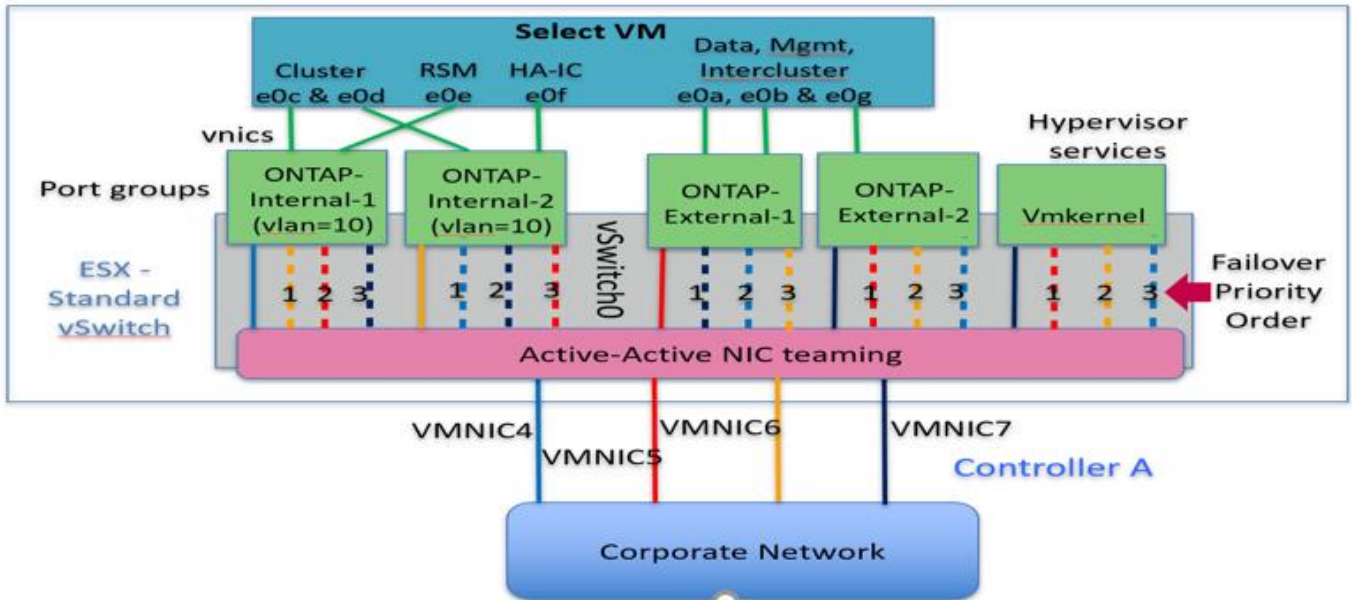 Select VM
Cluster
e0c & e0d
RSM
e0e
HA-IC
e0f
Data, Mgmt,
Intercluster
e0a, e0b & e0g
vnics
Hypervisor
services
Port groups
ONTAP-
Internal-1
(vlan=10)
ONTAP-
Internal-2
(vlan=10)
ONTAP-
External-1
ONTAP-
External-2
Vmkernel
ESX -
Standard
vSwitch
vSwitch0
1 2 3
1 2 3
1 2 3
1 2 3
1 2 3
Failover
Priority
Order
Active-Active NIC teaming
VMNIC4
VMNIC5
VMNIC6
VMNIC7
Controller A
Corporate Network